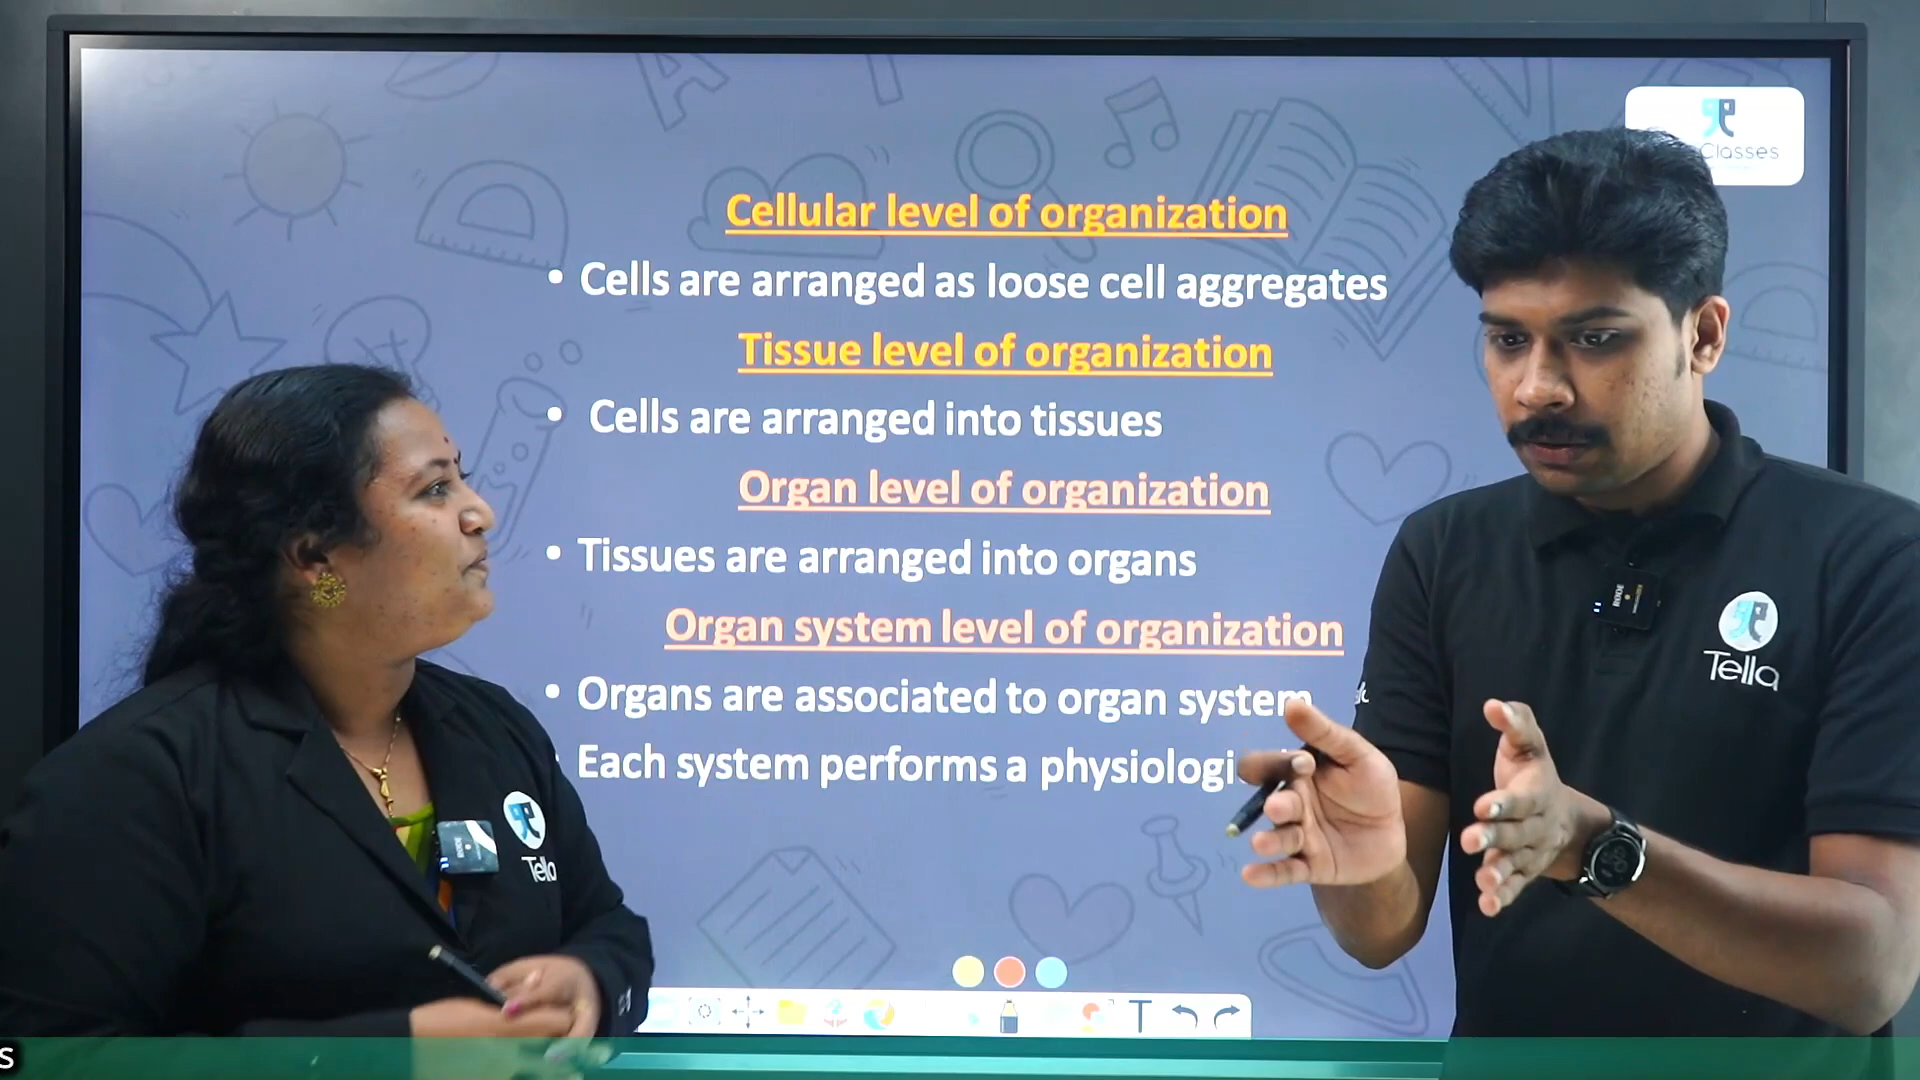 Classes
Cellular level of organization
• Cells are arranged as loose cell aggregates
Tissue level of organization
• Cells are arranged into tissues
Organ level of organization
• Tissues are arranged into organs
Organ system level of organization
• Organs are associated to organ system
Each system performs a
RODE
Tella
RODE
Tella
T
s